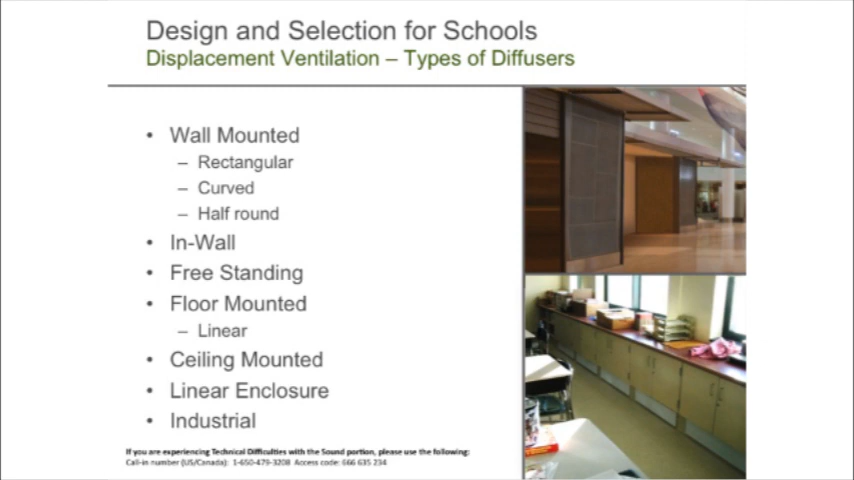 Design and Selection for Schools
Displacement Ventilation – Types of Diffusers
• Wall Mounted
– Rectangular
– Curved
– Half round
• In-Wall
• Free Standing
• Floor Mounted
– Linear
• Ceiling Mounted
• Linear Enclosure
• Industrial
If you are experiencing Technical Difficulties with the Sound portion, please use the following:
Call-in number (US/Canada): 1-650-479-3208 Access code: 666 635 234